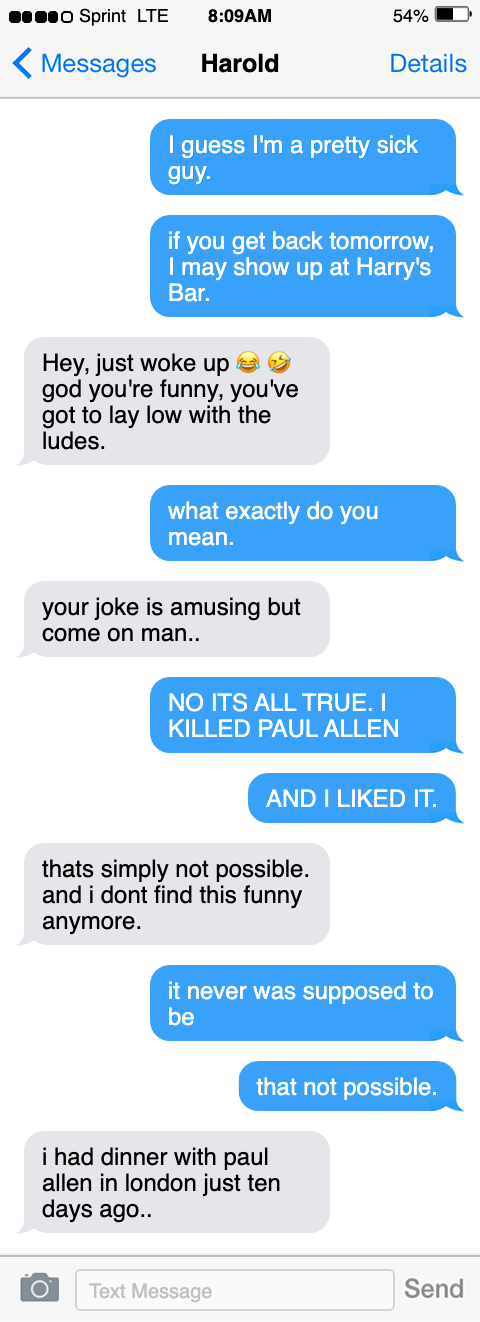 Sprint LTE 8:09AM 54%
Messages Harold Details
I guess I'm a pretty sick
guy.
if you get back tomorrow,
I may show up at Harry's
Bar.
Hey, just woke up 😂 🤣
god you're funny, you've
got to lay low with the
ludes.
what exactly do you
mean.
your joke is amusing but
come on man..
NO ITS ALL TRUE. I
KILLED PAUL ALLEN
AND I LIKED IT.
thats simply not possible.
and i dont find this funny
anymore.
it never was supposed to
be
that not possible.
i had dinner with paul
allen in london just ten
days ago..
Text Message Send